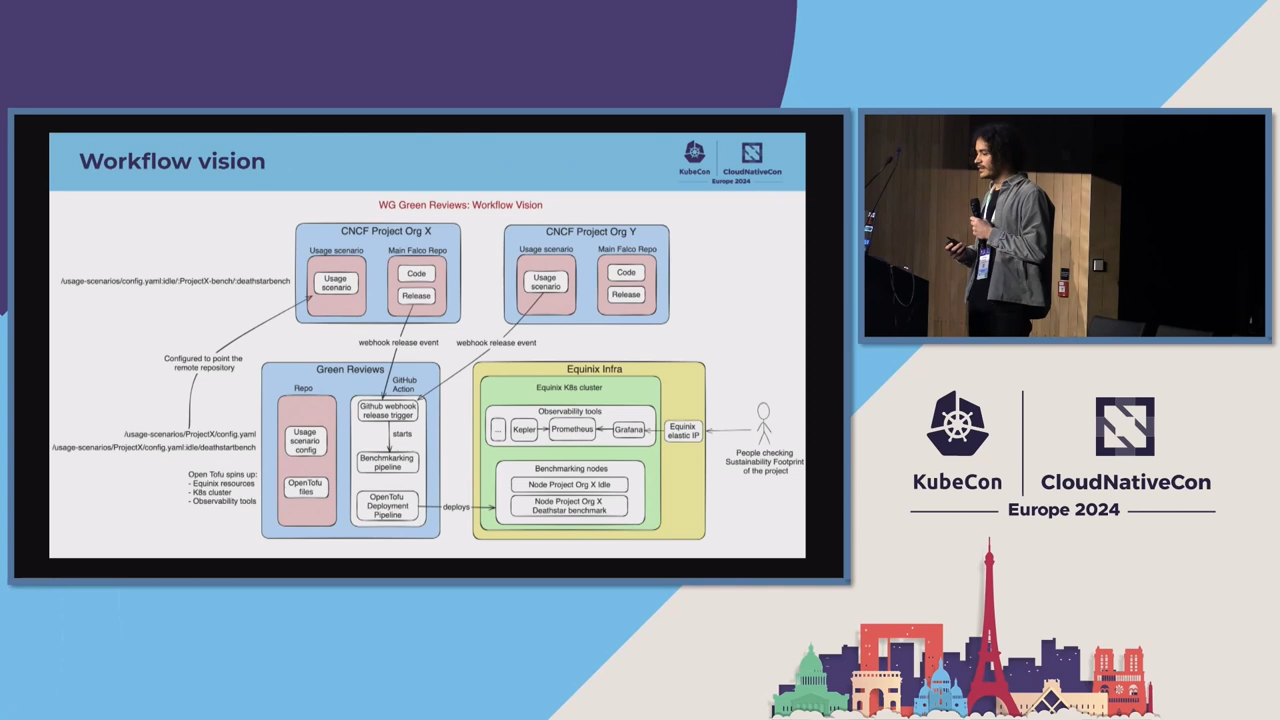 Workflow vision
KubeCon
CloudNativeCon
Europe 2024
WG Green Reviews: Workflow Vision
CNCF Project Org X
Usage scenario
Main Falco Repo
Usage
scenario
Code
Release
CNCF Project Org Y
Usage scenario
Main Falco Repo
Usage
scenario
Code
Release
/usage-scenarios/config.yaml:idle/:ProjectX-bench/:deathstarbench
webhook release event
webhook release event
Configured to point the
remote repository
Green Reviews
Repo
GitHub
Action
Github webhook
release trigger
starts
Usage
scenario
config
Benchmkarking
pipeline
OpenTofu
files
OpenTofu
Deployment
Pipeline
deploys
/usage-scenarios/ProjectX/config.yaml
/usage-scenarios/ProjectX/config.yaml:idle/deathstarbench
Open Tofu spins up:
- Equinix resources
- K8s cluster
- Observability tools
Equinix Infra
Equinix K8s cluster
Observability tools
...
Kepler
Prometheus
Grafana
Equinix
elastic IP
Benchmarking nodes
Node Project Org X Idle
Node Project Org X
Deathstar benchmark
People checking
Sustainability Footprint
of the project
KubeCon
CloudNativeCon
Europe 2024